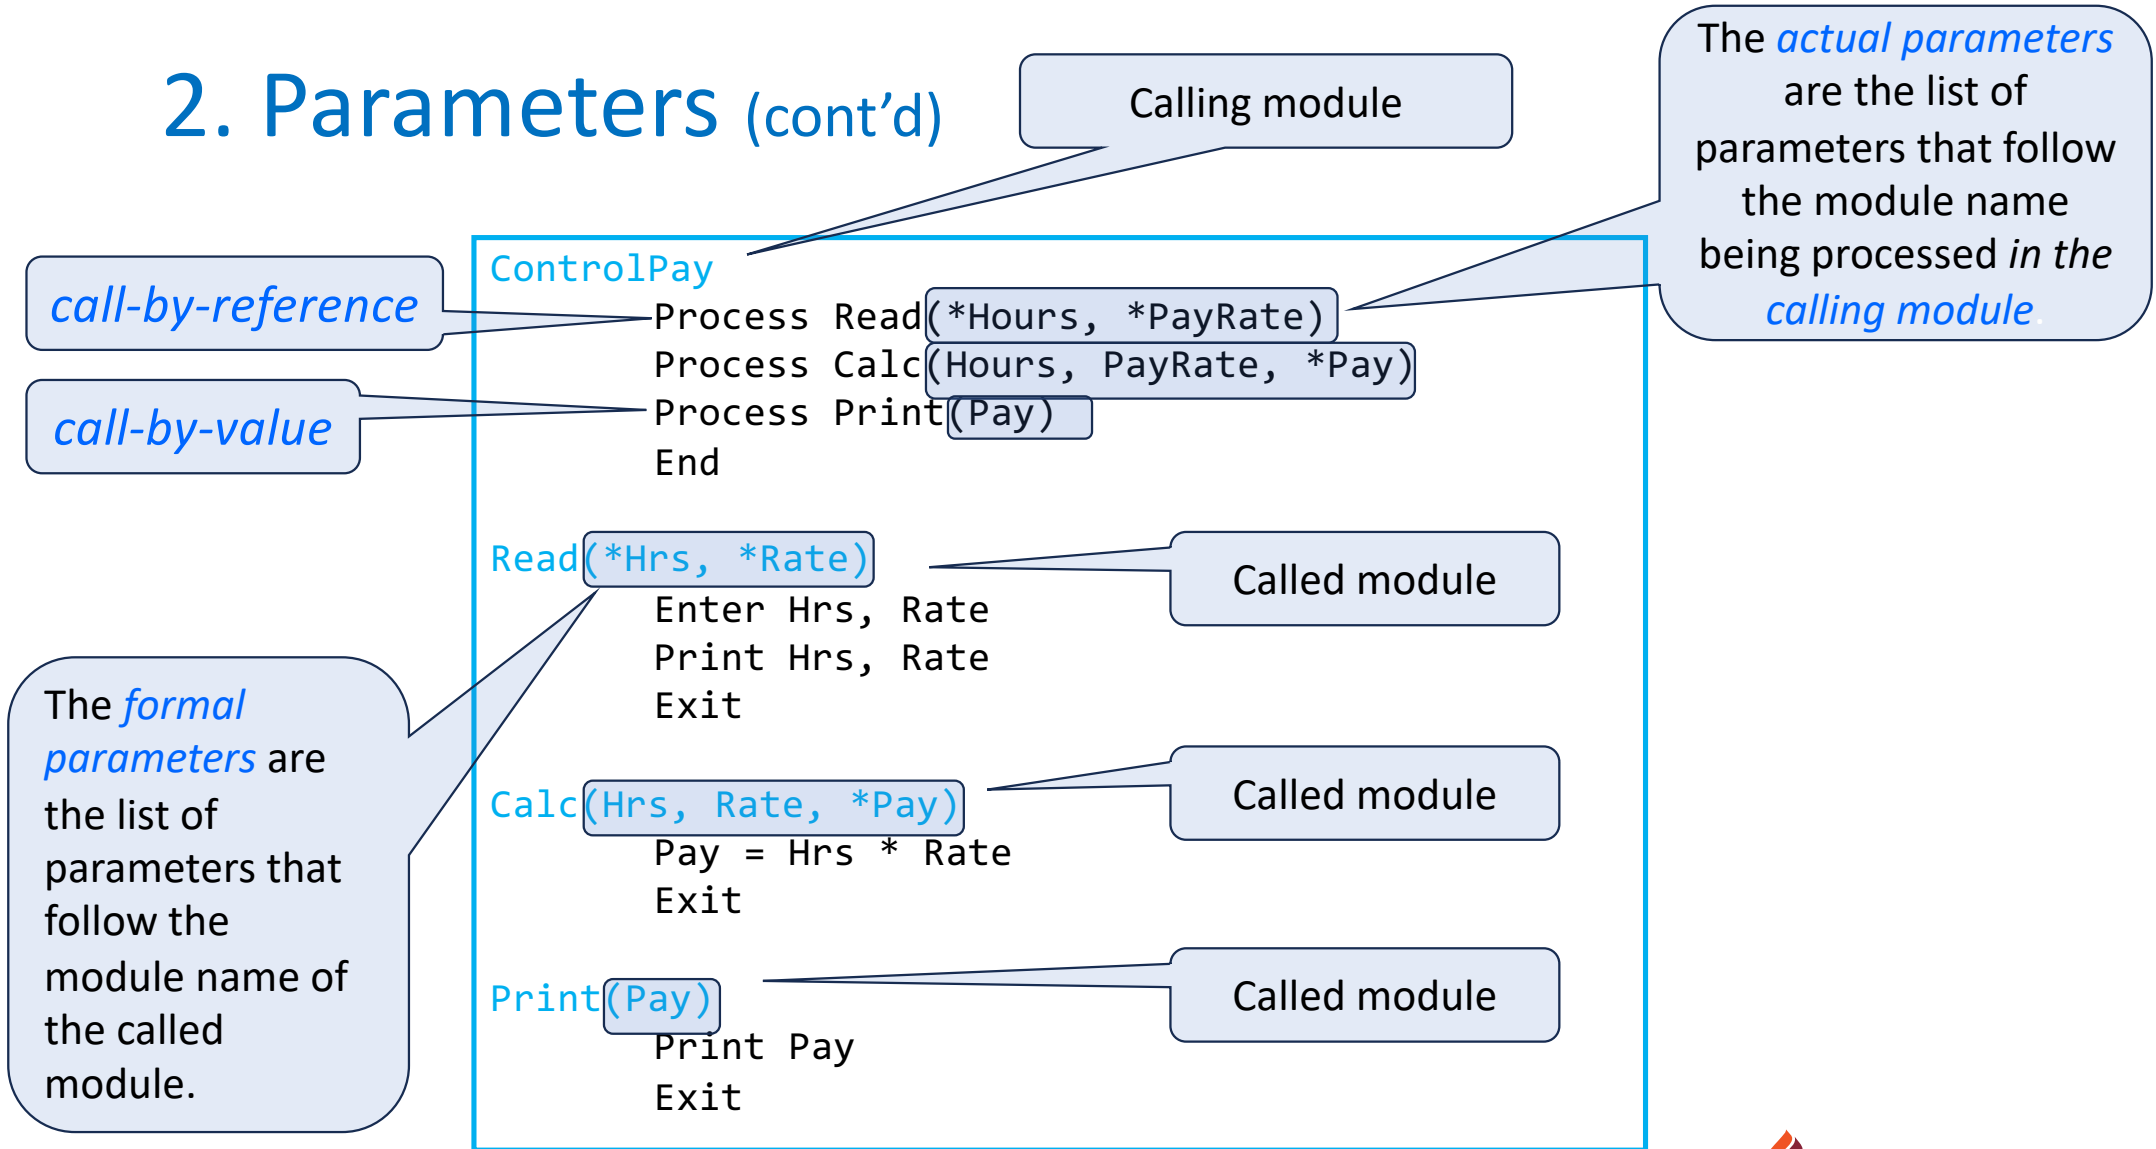 2. Parameters (cont’d)
Calling module
The actual parameters
are the list of
parameters that follow
the module name
being processed in the
calling module.
call-by-reference
call-by-value
ControlPay
Process Read(*Hours, *PayRate)
Process Calc(Hours, PayRate, *Pay)
Process Print(Pay)
End
Read(*Hrs, *Rate)
Called module
Enter Hrs, Rate
Print Hrs, Rate
Exit
The formal
parameters are
the list of
parameters that
follow the
module name of
the called
module.
Calc(Hrs, Rate, *Pay)
Called module
Pay = Hrs * Rate
Exit
Print(Pay)
Called module
Print Pay
Exit